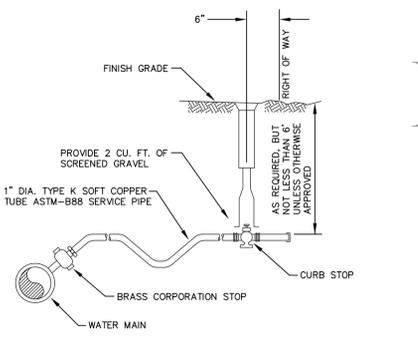 6"
RIGHT OF WAY
FINISH GRADE
PROVIDE 2 CU. FT. OF
SCREENED GRAVEL
AS REQUIRED, BUT
NOT LESS THAN 6'
UNLESS OTHERWISE
APPROVED
1" DIA. TYPE K SOFT COPPER
TUBE ASTM-B88 SERVICE PIPE
CURB STOP
BRASS CORPORATION STOP
WATER MAIN